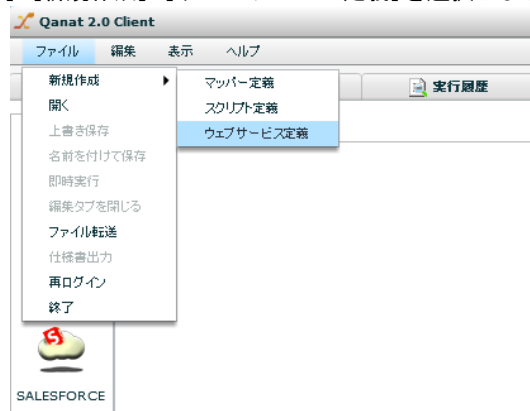 Qanat 2.0 Client
ファイル 編集 表示 ヘルプ
新規作成
マッパー定義
実行履歴
開く
スクリプト定義
上書き保存
ウェブサービス定義
名前を付けて保存
即時実行
編集タブを閉じる
ファイル転送
仕様書出力
再ログイン
終了
S
SALESFORCE